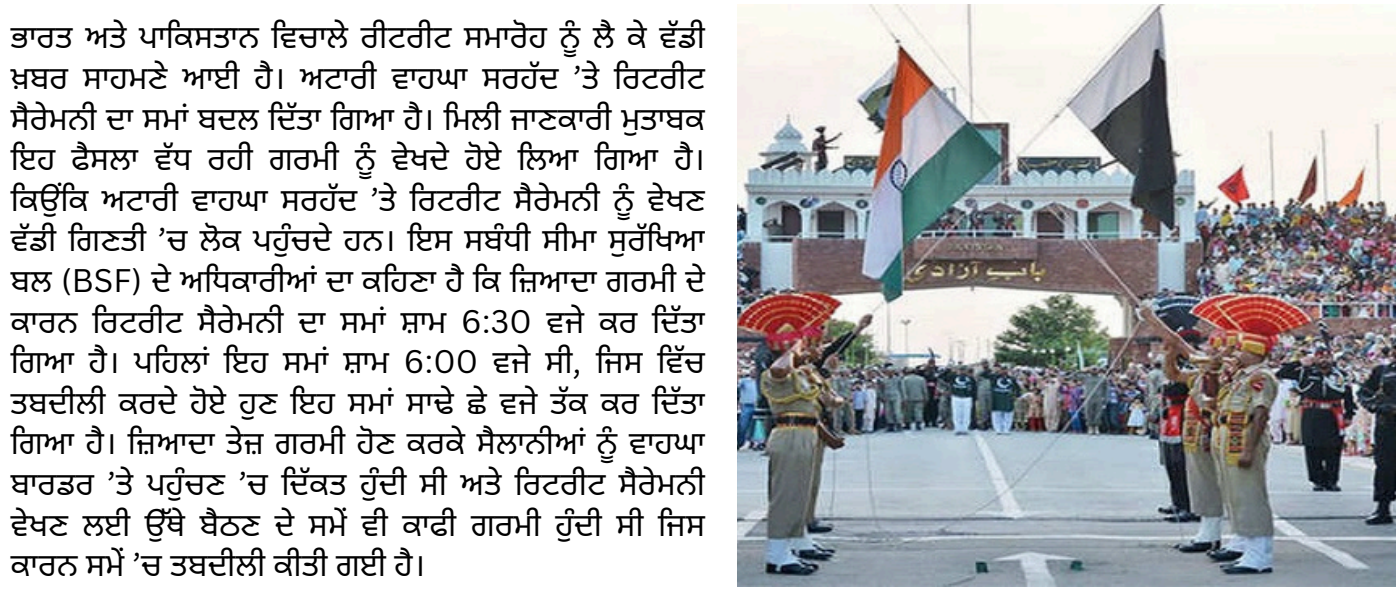 ਭਾਰਤ ਅਤੇ ਪਾਕਿਸਤਾਨ ਵਿਚਾਲੇ ਰੀਟਰੀਟ ਸਮਾਰੋਹ ਨੂੰ ਲੈ ਕੇ ਵੱਡੀ
ਖ਼ਬਰ ਸਾਹਮਣੇ ਆਈ ਹੈ। ਅਟਾਰੀ ਵਾਹਘਾ ਸਰਹੱਦ ’ਤੇ ਰਿਟਰੀਟ
ਸੈਰੇਮਨੀ ਦਾ ਸਮਾਂ ਬਦਲ ਦਿੱਤਾ ਗਿਆ ਹੈ। ਮਿਲੀ ਜਾਣਕਾਰੀ ਮੁਤਾਬਕ
ਇਹ ਫੈਸਲਾ ਵੱਧ ਰਹੀ ਗਰਮੀ ਨੂੰ ਵੇਖਦੇ ਹੋਏ ਲਿਆ ਗਿਆ ਹੈ।
ਕਿਉਂਕਿ ਅਟਾਰੀ ਵਾਹਘਾ ਸਰਹੱਦ ’ਤੇ ਰਿਟਰੀਟ ਸੈਰੇਮਨੀ ਨੂੰ ਵੇਖਣ
ਵੱਡੀ ਗਿਣਤੀ ’ਚ ਲੋਕ ਪਹੁੰਚਦੇ ਹਨ। ਇਸ ਸਬੰਧੀ ਸੀਮਾ ਸੁਰੱਖਿਆ
ਬਲ (BSF) ਦੇ ਅਧਿਕਾਰੀਆਂ ਦਾ ਕਹਿਣਾ ਹੈ ਕਿ ਜ਼ਿਆਦਾ ਗਰਮੀ ਦੇ
ਕਾਰਨ ਰਿਟਰੀਟ ਸੈਰੇਮਨੀ ਦਾ ਸਮਾਂ ਸ਼ਾਮ 6:30 ਵਜੇ ਕਰ ਦਿੱਤਾ
ਗਿਆ ਹੈ। ਪਹਿਲਾਂ ਇਹ ਸਮਾਂ ਸ਼ਾਮ 6:00 ਵਜੇ ਸੀ, ਜਿਸ ਵਿੱਚ
ਤਬਦੀਲੀ ਕਰਦੇ ਹੋਏ ਹੁਣ ਇਹ ਸਮਾਂ ਸਾਢੇ ਛੇ ਵਜੇ ਤੱਕ ਕਰ ਦਿੱਤਾ
ਗਿਆ ਹੈ। ਜ਼ਿਆਦਾ ਤੇਜ਼ ਗਰਮੀ ਹੋਣ ਕਰਕੇ ਸੈਲਾਨੀਆਂ ਨੂੰ ਵਾਹਘਾ
ਬਾਰਡਰ ’ਤੇ ਪਹੁੰਚਣ ’ਚ ਦਿੱਕਤ ਹੁੰਦੀ ਸੀ ਅਤੇ ਰਿਟਰੀਟ ਸੈਰੇਮਨੀ
ਵੇਖਣ ਲਈ ਉੱਥੇ ਬੈਠਣ ਦੇ ਸਮੇਂ ਵੀ ਕਾਫੀ ਗਰਮੀ ਹੁੰਦੀ ਸੀ ਜਿਸ
ਕਾਰਨ ਸਮੇਂ ’ਚ ਤਬਦੀਲੀ ਕੀਤੀ ਗਈ ਹੈ।
باب آزادی